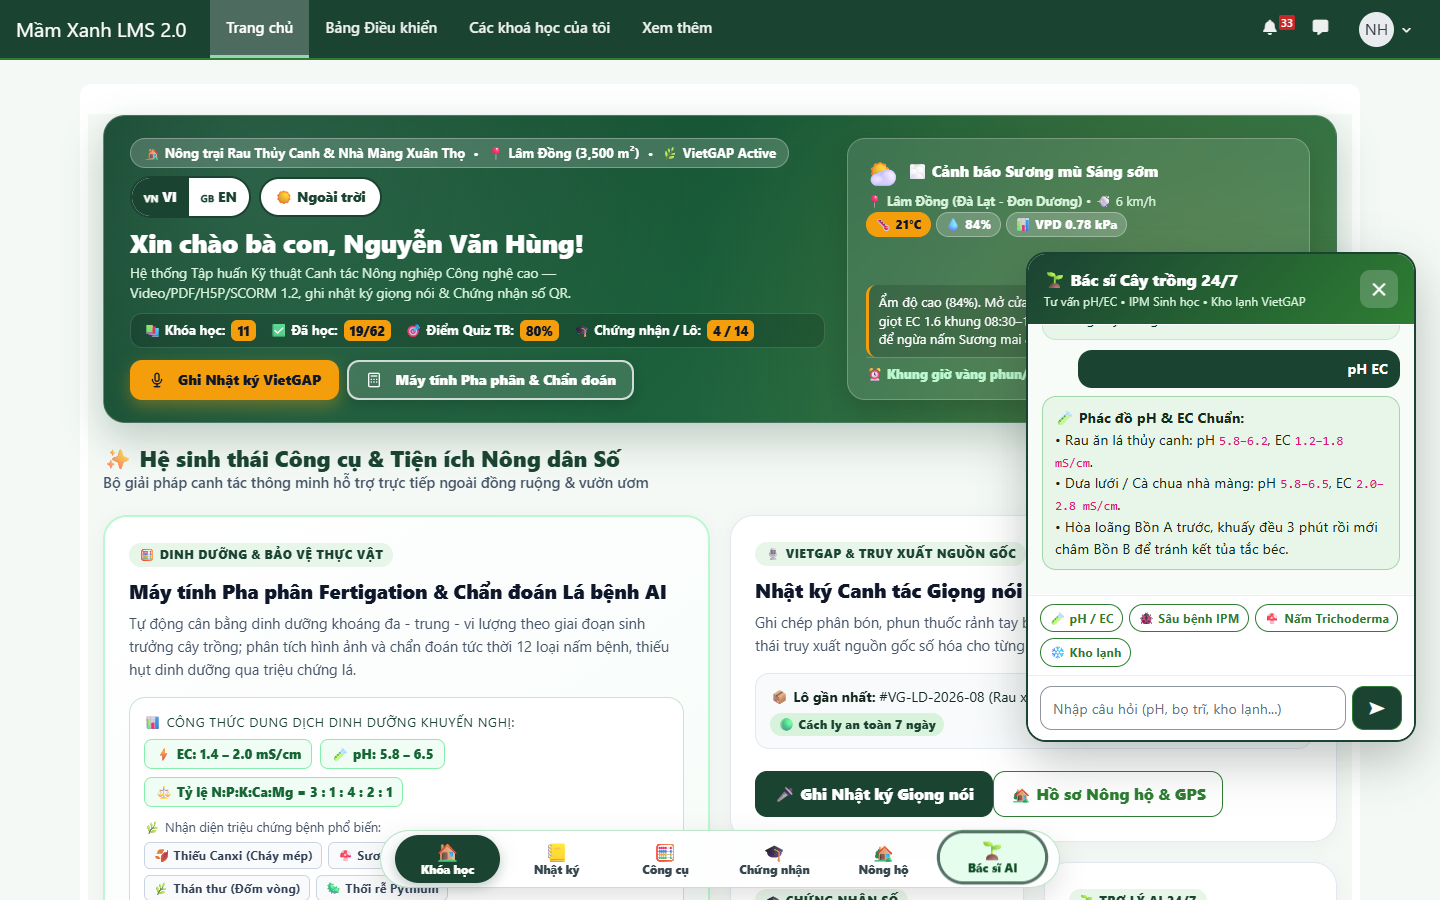 Mầm Xanh LMS 2.0
Trang chủ
Bảng Điều khiển
Các khoá học của tôi
Xem thêm
33
NH
Nông trại Rau Thủy Canh & Nhà Màng Xuân Thọ • Lâm Đồng (3,500 m²) • VietGAP Active
VN VI
GB EN
Ngoài trời
Xin chào bà con, Nguyễn Văn Hùng!
Hệ thống Tập huấn Kỹ thuật Canh tác Nông nghiệp Công nghệ cao —
Video/PDF/H5P/SCORM 1.2, ghi nhật ký giọng nói & Chứng nhận số QR.
Khóa học: 11
Đã học: 19/62
Điểm Quiz TB: 80%
Chứng nhận / Lô: 4 / 14
Ghi Nhật ký VietGAP
Máy tính Pha phân & Chẩn đoán
Cảnh báo Sương mù Sáng sớm
Lâm Đồng (Đà Lạt - Đơn Dương) • 6 km/h
21°C
84%
VPD 0.78 kPa
Ẩm độ cao (84%). Mở cửa
giọt EC 1.6 khung 08:30–1
để ngừa nấm Sương mai
Khung giờ vàng phun/
Bác sĩ Cây trồng 24/7
Tư vấn pH/EC • IPM Sinh học • Kho lạnh VietGAP
pH EC
Phác đồ pH & EC Chuẩn:
• Rau ăn lá thủy canh: pH 5.8–6.2, EC 1.2–1.8
mS/cm.
• Dưa lưới / Cà chua nhà màng: pH 5.8–6.5, EC 2.0–
2.8 mS/cm.
• Hòa loãng Bồn A trước, khuấy đều 3 phút rồi mới
châm Bồn B để tránh kết tủa tắc béc.
pH / EC
Sâu bệnh IPM
Nấm Trichoderma
Kho lạnh
Nhập câu hỏi (pH, bọ trĩ, kho lạnh...)
Hệ sinh thái Công cụ & Tiện ích Nông dân Số
Bộ giải pháp canh tác thông minh hỗ trợ trực tiếp ngoài đồng ruộng & vườn ươm
DINH DƯỠNG & BẢO VỆ THỰC VẬT
Máy tính Pha phân Fertigation & Chẩn đoán Lá bệnh AI
Tự động cân bằng dinh dưỡng khoáng đa - trung - vi lượng theo giai đoạn sinh
trưởng cây trồng; phân tích hình ảnh và chẩn đoán tức thời 12 loại nấm bệnh, thiếu
hụt dinh dưỡng qua triệu chứng lá.
CÔNG THỨC DUNG DỊCH DINH DƯỠNG KHUYẾN NGHỊ:
EC: 1.4 – 2.0 mS/cm
pH: 5.8 – 6.5
Tỷ lệ N:P:K:Ca:Mg = 3 : 1 : 4 : 2 : 1
Nhận diện triệu chứng bệnh phổ biến:
Thiếu Canxi (Cháy mép)
Sươ
Thán thư (Đốm vòng)
Thối rễ Pythium
VIETGAP & TRUY XUẤT NGUỒN GỐC
Nhật ký Canh tác Giọng nói
Ghi chép phân bón, phun thuốc rảnh tay b
thái truy xuất nguồn gốc số hóa cho từng
Lô gần nhất: #VG-LD-2026-08 (Rau x
Cách ly an toàn 7 ngày
Ghi Nhật ký Giọng nói
Hồ sơ Nông hộ & GPS
CHỨNG NHẬN SỐ
TRỢ LÝ AI 24/7
Khóa học
Nhật ký
Công cụ
Chứng nhận
Nông hộ
Bác sĩ AI